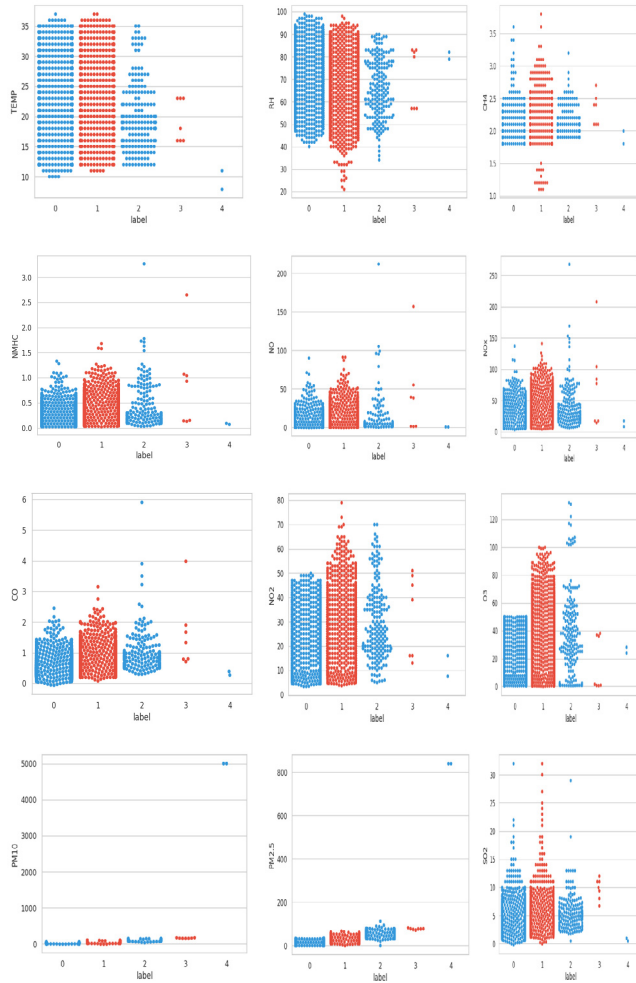 TEMP
35
30
25
20
15
10
0 1 2 3 4
label
RH
100
90
80
70
60
50
40
30
20
0 1 2 3 4
label
CH4
3.5
3.0
2.5
2.0
1.5
1.0
0 1 2 3 4
label
NMHC
3.0
2.5
2.0
1.5
1.0
0.5
0.0
0 1 2 3 4
label
NO
200
150
100
50
0
0 1 2 3 4
label
NOx
250
200
150
100
50
0
0 1 2 3 4
label
CO
6
5
4
3
2
1
0
0 1 2 3 4
label
NO2
80
70
60
50
40
30
20
10
0
0 1 2 3 4
label
O3
120
100
80
60
40
20
0
0 1 2 3 4
label
PM10
5000
4000
3000
2000
1000
0
0 1 2 3 4
label
PM2.5
800
600
400
200
0
0 1 2 3 4
label
SO2
30
25
20
15
10
5
0
0 1 2 3 4
label